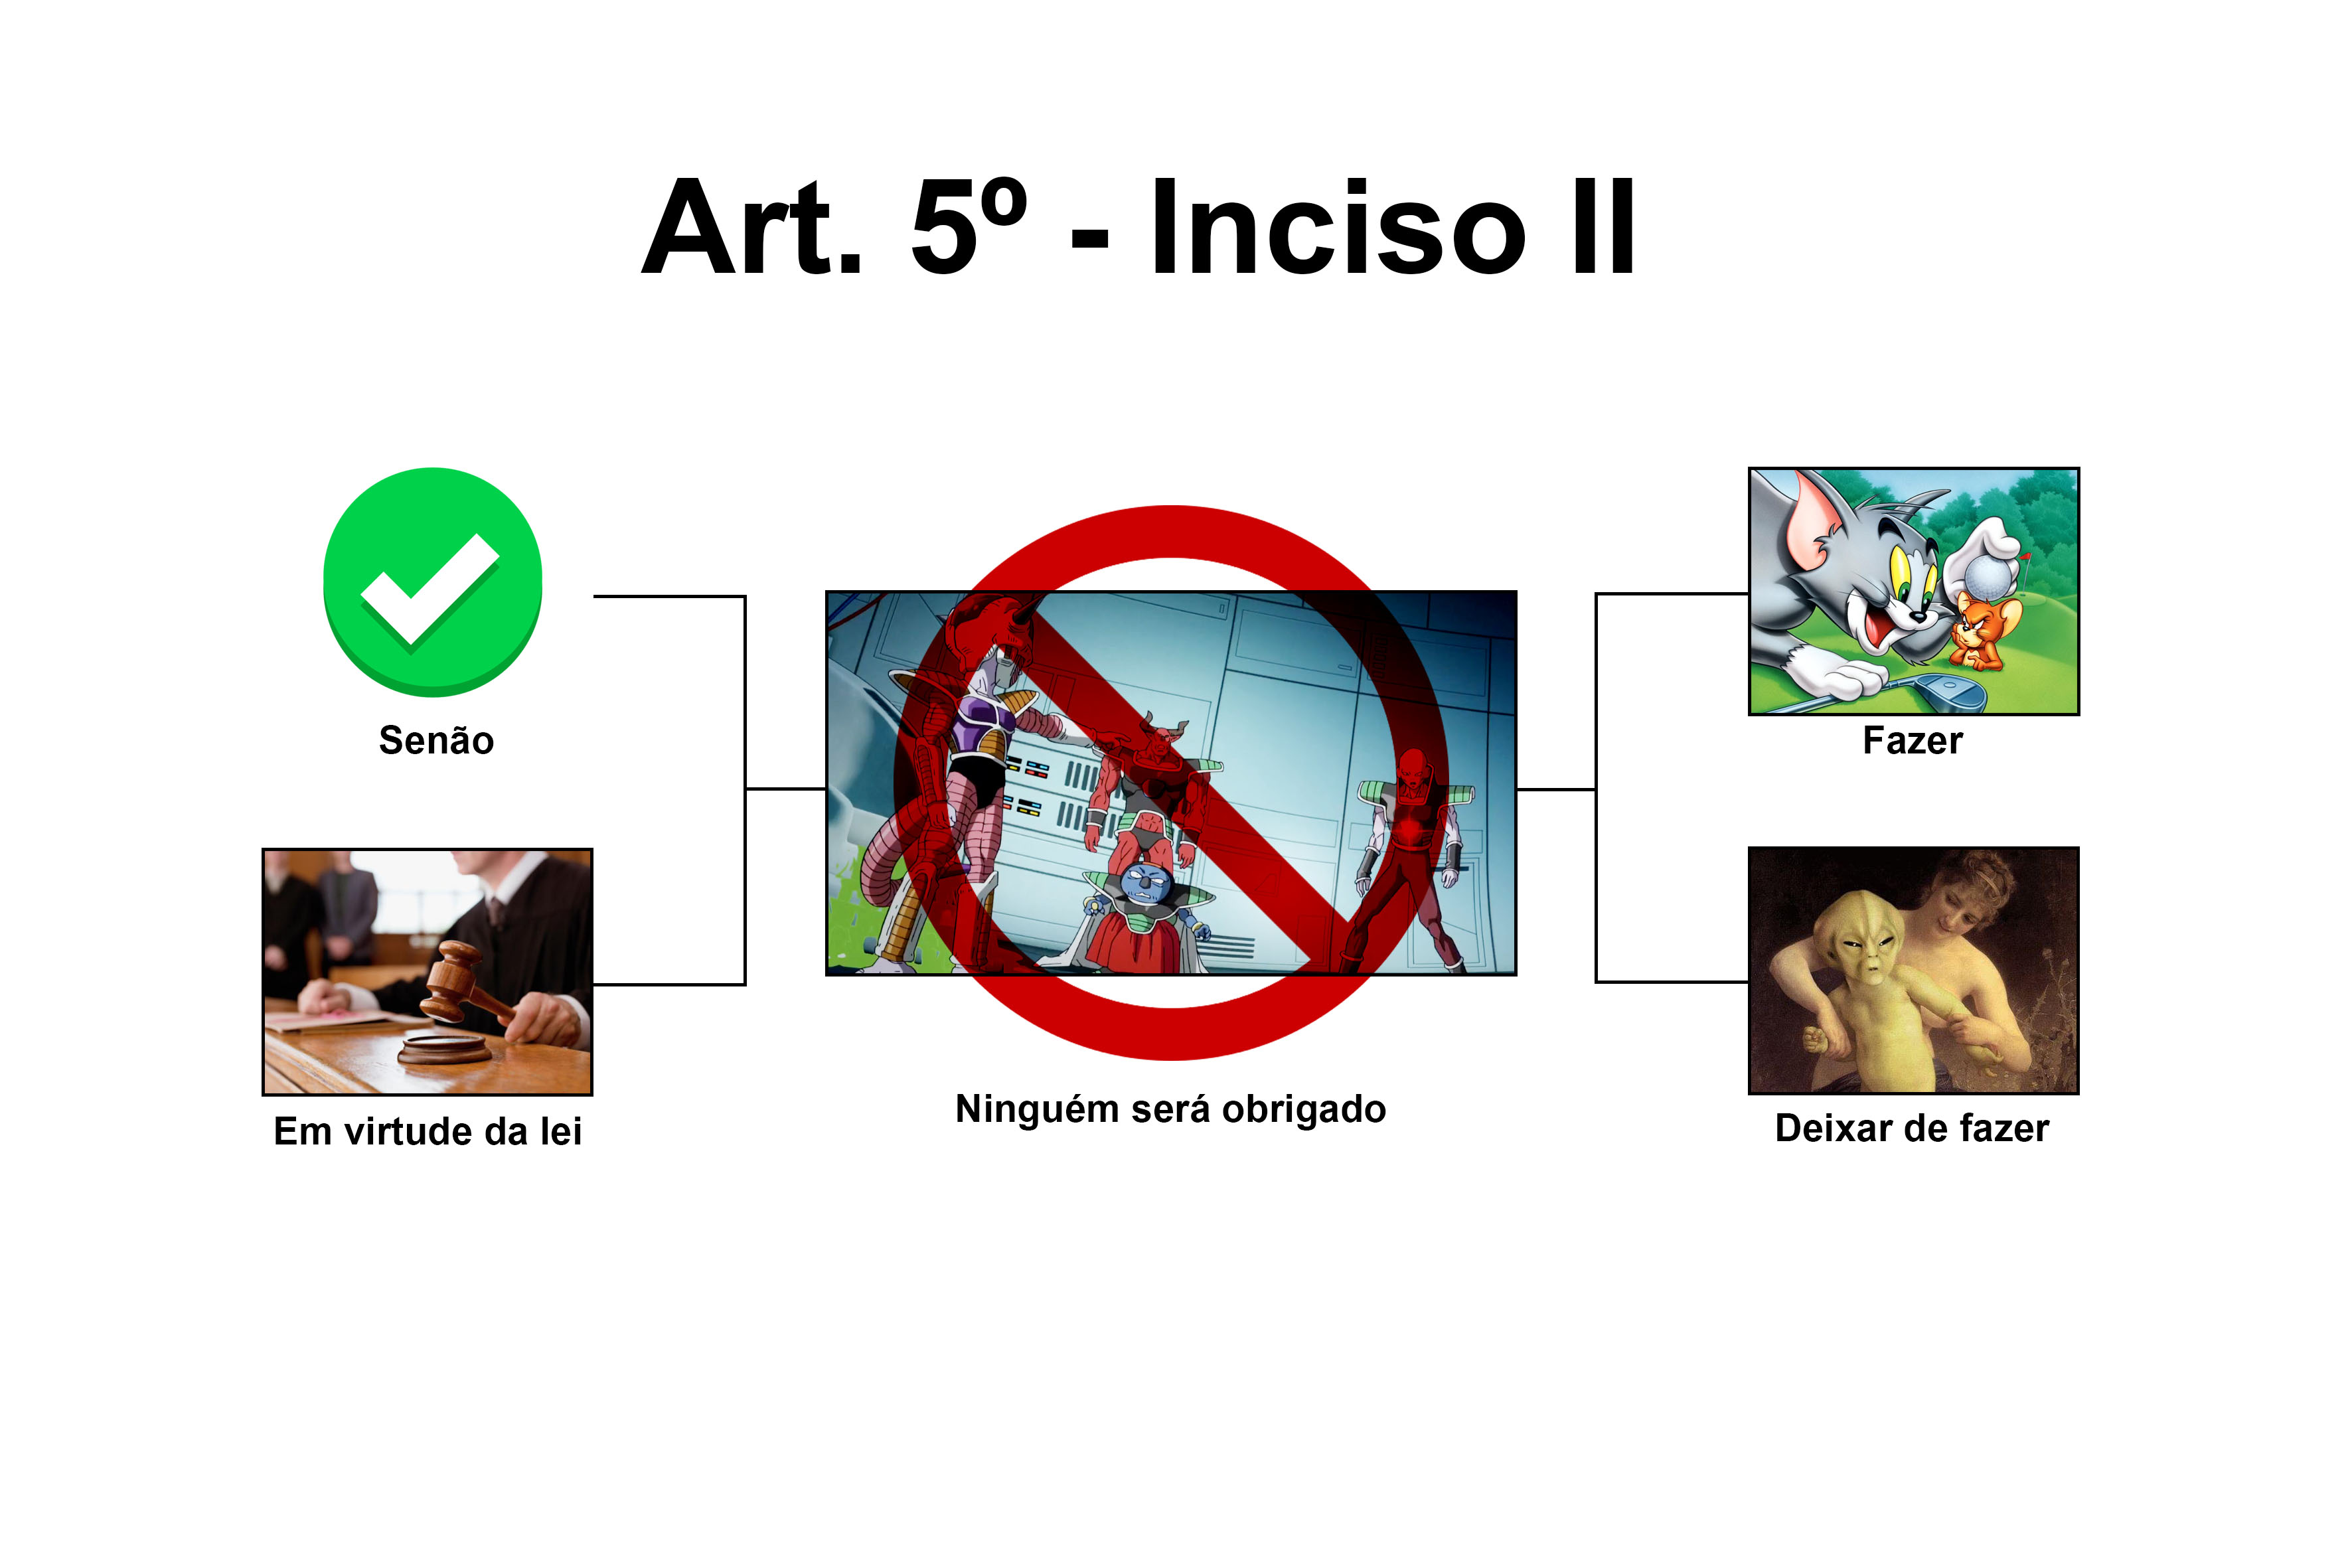 Art. 5º - Inciso II
Senão
Em virtude da lei
Ninguém será obrigado
Fazer
Deixar de fazer